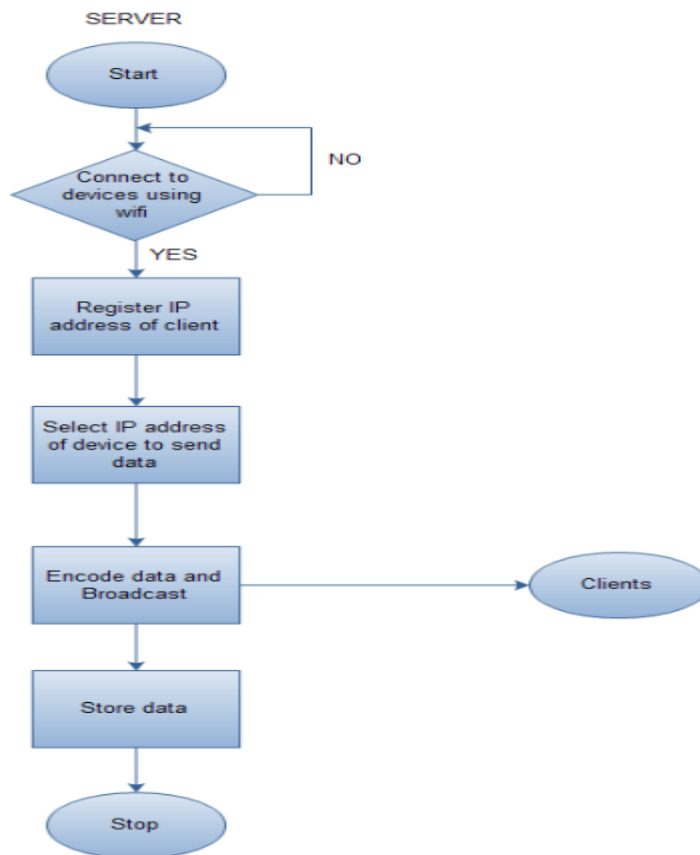 SERVER
Start
NO
Connect to
devices using
wifi
YES
Register IP
address of client
Select IP address
of device to send
data
Encode data and
Broadcast
Clients
Store data
Stop